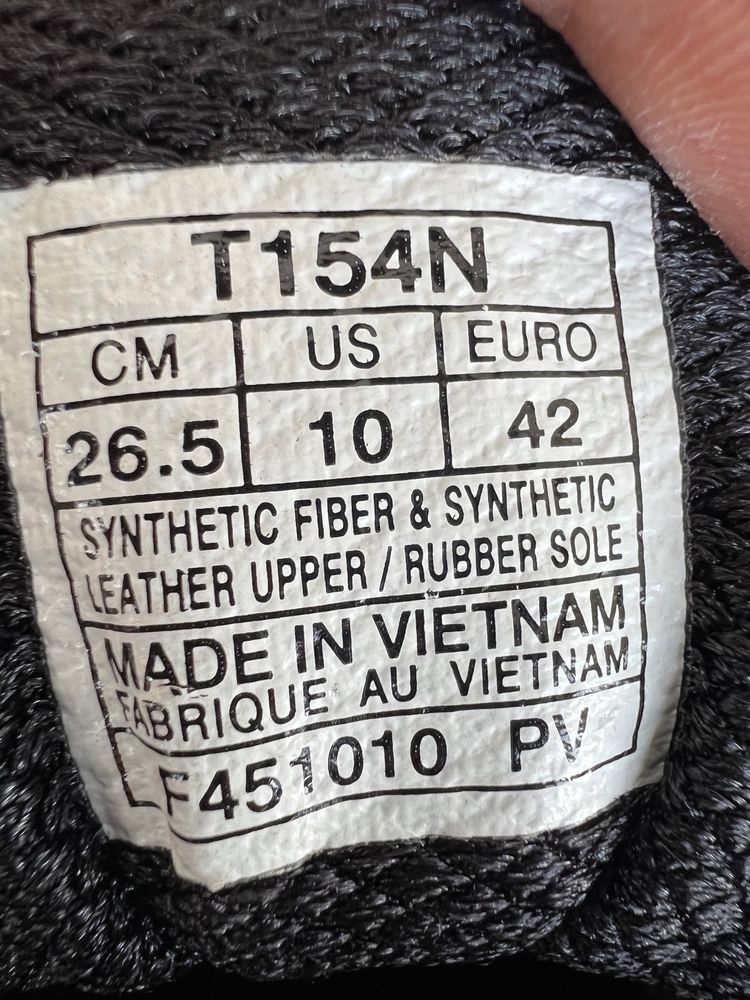 T154N
CM US EURO
26.5 10 42
SYNTHETIC FIBER & SYNTHETIC
LEATHER UPPER / RUBBER SOLE
MADE IN VIETNAM
FABRIQUE AU VIETNAM
F451010 PV